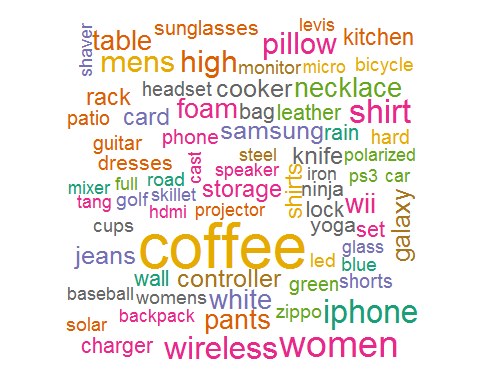 shaver
sunglasses
levis
table
pillow
kitchen
mens
high
monitor
micro
bicycle
rack
headset
cooker
necklace
patio
card
foam
bag
leather
shirt
guitar
phone
samsung
rain
hard
dresses
cast
steel
knife
polarized
speaker
iron
ps3
car
mixer
full
road
storage
shirts
ninja
tang
golf
skillet
lock
wii
galaxy
hdmi
projector
cups
coffee
yoga
set
jeans
glass
wall
controller
led
blue
baseball
womens
white
green
shorts
solar
backpack
pants
zippo
iphone
charger
wireless
women